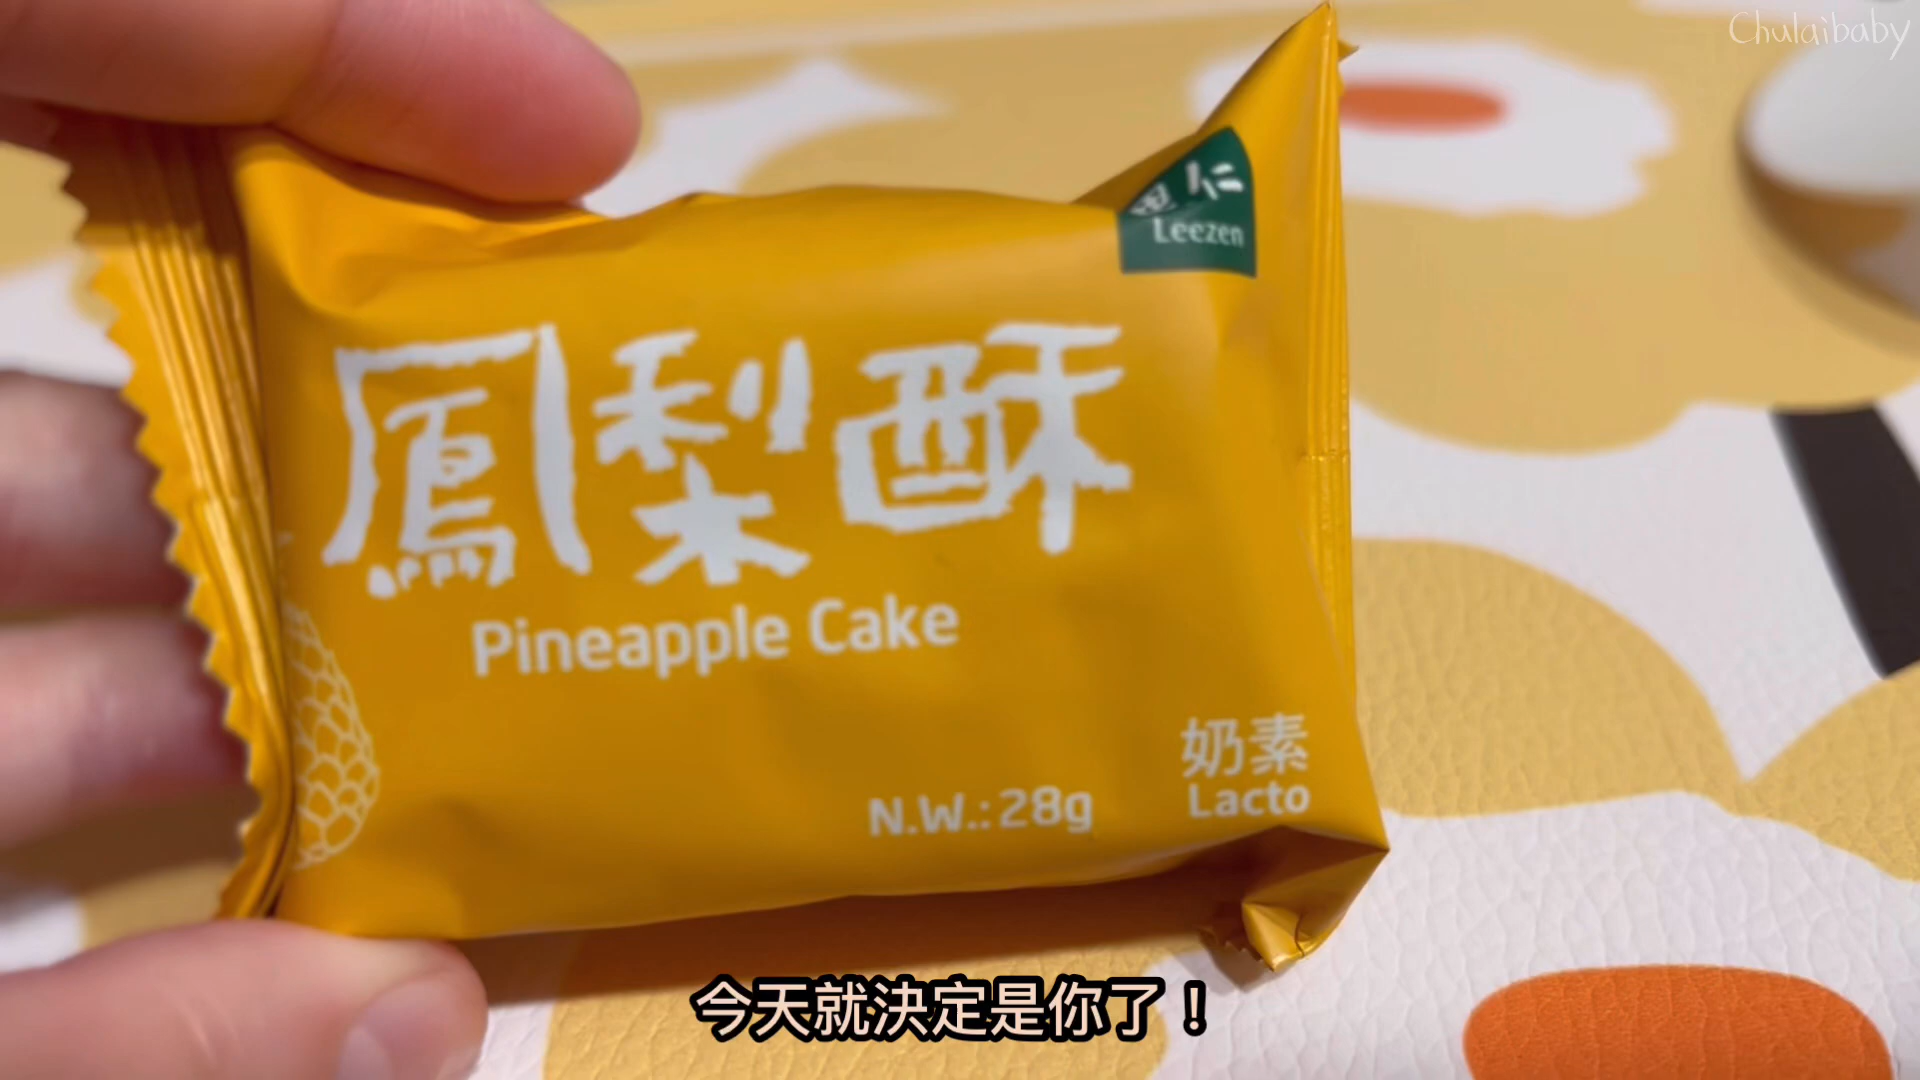 Chulaibaby
仁
Leezen
鳳梨酥
Pineapple Cake
奶素
N.W.:28g
Lacto
今天就決定是你了！